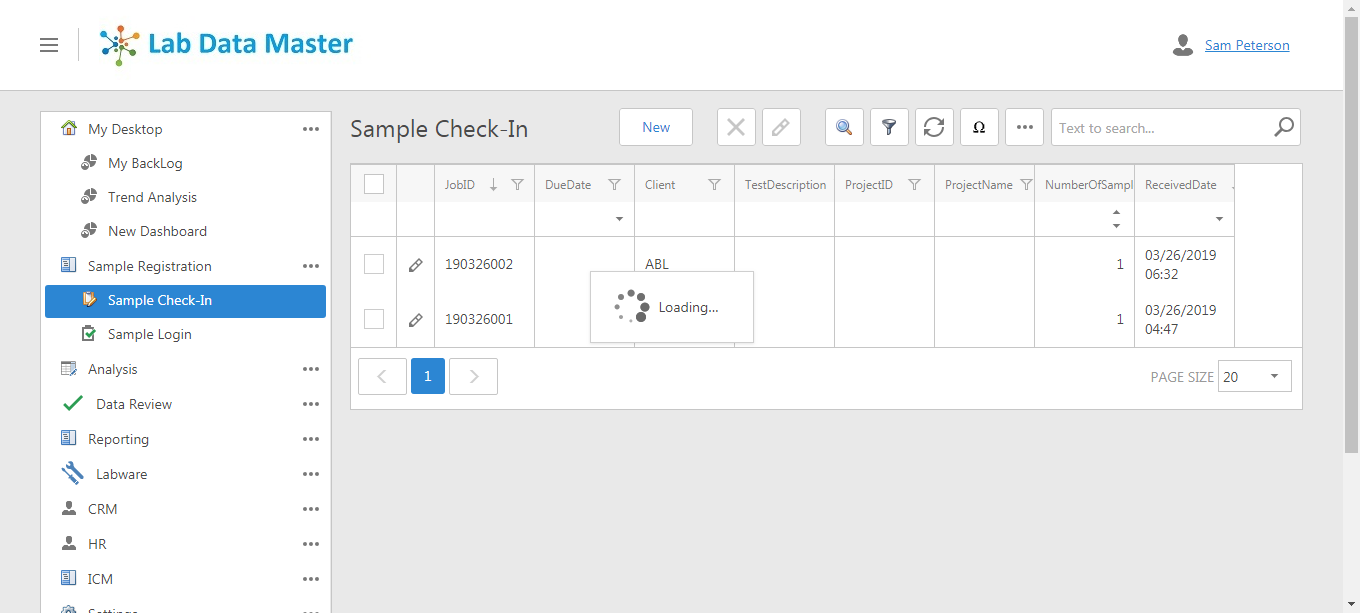 Lab Data Master
Sam Peterson
My Desktop
My BackLog
Trend Analysis
New Dashboard
Sample Registration
Sample Check-In
Sample Login
Analysis
Data Review
Reporting
Labware
CRM
HR
ICM
Settings
Sample Check-In
New
Ω
Text to search...
JobID DueDate Client TestDescription ProjectID ProjectName NumberOfSampl ReceivedDate
190326002 ABL 1 03/26/2019 06:32
190326001 1 03/26/2019 04:47
Loading...
1
PAGE SIZE 20